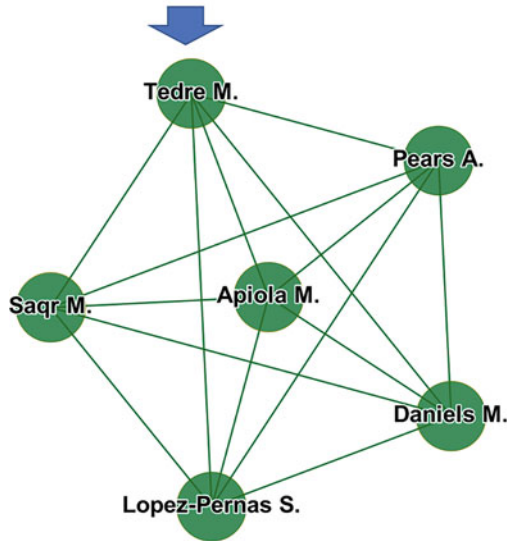 Tedre M.
Pears A.
Apiola M.
Saqr M.
Daniels M.
Lopez-Pernas S.